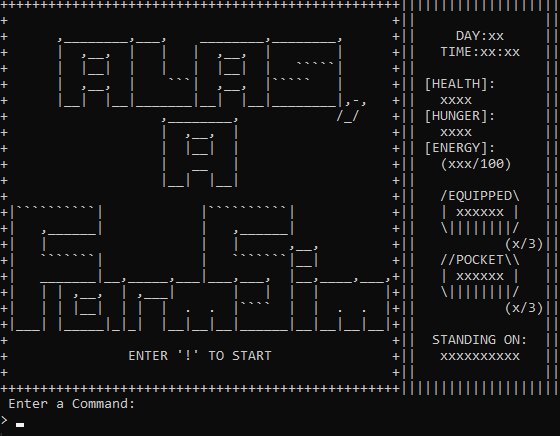 ALAS,
A
ENTER '!' TO START
DAY:xx
TIME:xx:xx
[HEALTH]:
xxxx
[HUNGER]:
xxxx
[ENERGY]:
(xxx/100)
/EQUIPPED\
| xxxxxx |
\||||||||/
(x/3)
//POCKET\\
| xxxxxx |
\||||||||/
(x/3)
STANDING ON:
xxxxxxxxxx
Enter a Command:
>